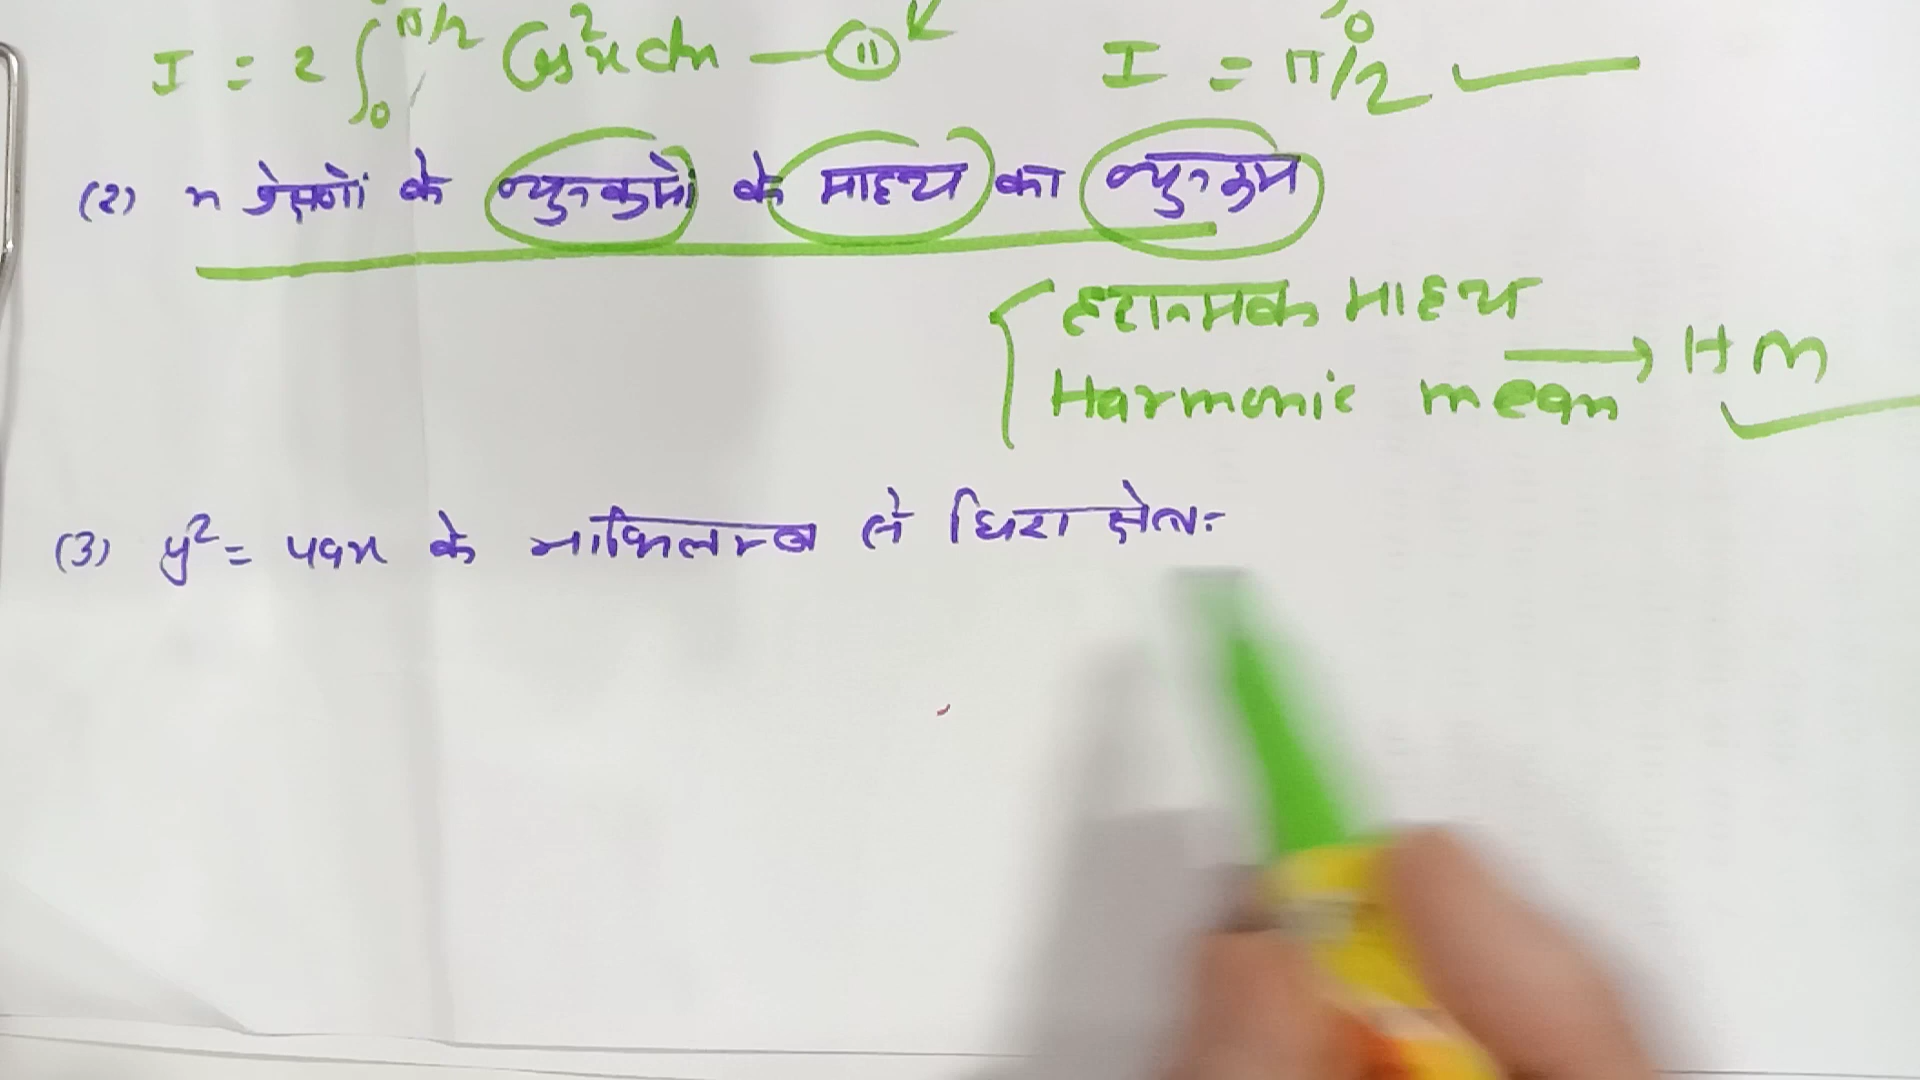 I = 2 ∫₀^π/2 Cos²x dx — (11)
I = π/2
(2) n प्रेक्षणों के व्युत्क्रमों के माध्य का व्युत्क्रम
हरात्मक माध्य
Harmonic mean → HM
(3) y² = 4ax के नाभिलम्ब से घिरा क्षेत्र: